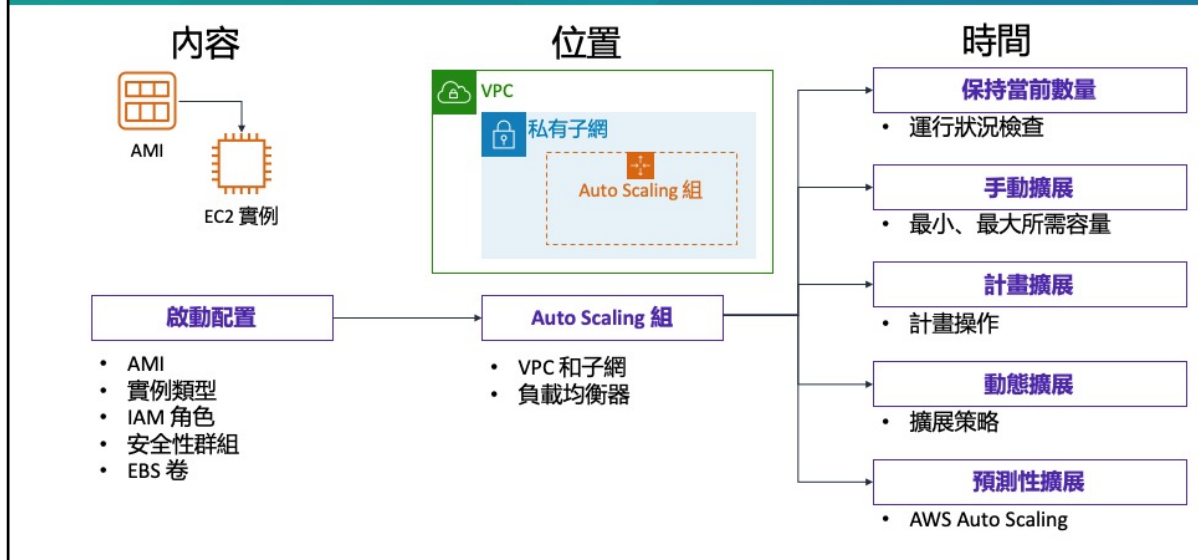 內容
AMI
EC2 實例
啟動配置
• AMI
• 實例類型
• IAM 角色
• 安全性群組
• EBS 卷
位置
VPC
私有子網
Auto Scaling 組
Auto Scaling 組
• VPC 和子網
• 負載均衡器
時間
保持當前數量
• 運行狀況檢查
手動擴展
• 最小、最大所需容量
計畫擴展
• 計畫操作
動態擴展
• 擴展策略
預測性擴展
• AWS Auto Scaling